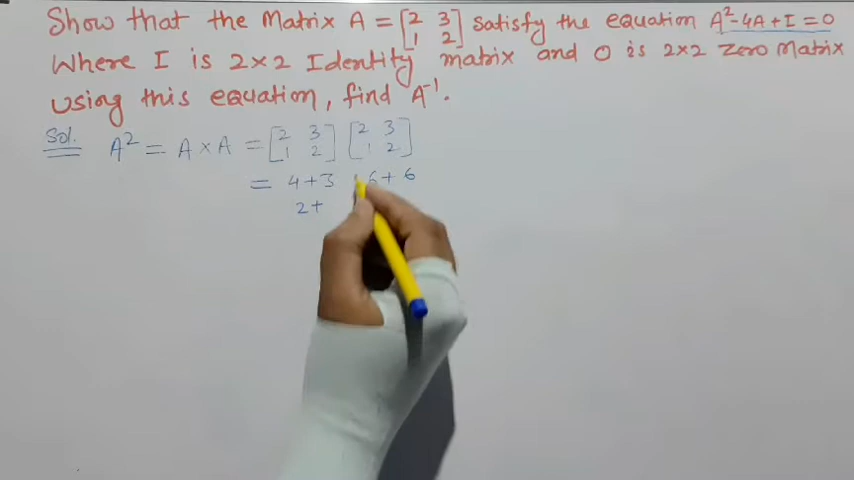 Show that the Matrix A = [2 3 satisfy the equation A²-4A+I=0
1 2]
Where I is 2×2 Identity matrix and 0 is 2×2 Zero Matrix
using this equation, find A⁻¹.
Sol. A² = A×A = [2 3 [2 3
1 2] 1 2]
= 4+3 6+6
2+